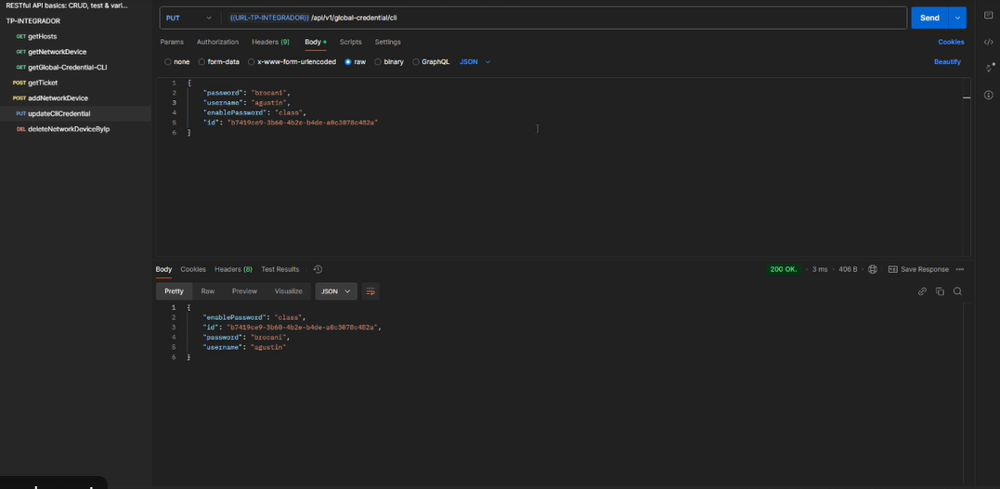 RESTful API basics: CRUD, test & vari...
TP-INTEGRADOR
GET getHosts
GET getNetworkDevice
GET getGlobal-Credential-CLI
POST getTicket
POST addNetworkDevice
PUT updateCliCredential
DEL deleteNetworkDeviceByIp
PUT {{URL-TP-INTEGRADOR}} /api/v1/global-credential/cli Send
Params Authorization Headers (9) Body Scripts Settings Cookies
none form-data x-www-form-urlencoded raw binary GraphQL JSON Beautify
1 {
2 "password": "brocani",
3 "username": "agustin",
4 "enablePassword": "class",
5 "id": "b7419ce9-3b60-4b2e-b4de-a0c3078c482a"
6 }
Body Cookies Headers (8) Test Results 200 OK. 3 ms 406 B Save Response
Pretty Raw Preview Visualize JSON
1 {
2 "enablePassword": "class",
3 "id": "b7419ce9-3b60-4b2e-b4de-a0c3078c482a",
4 "password": "brocani",
5 "username": "agustin"
6 }